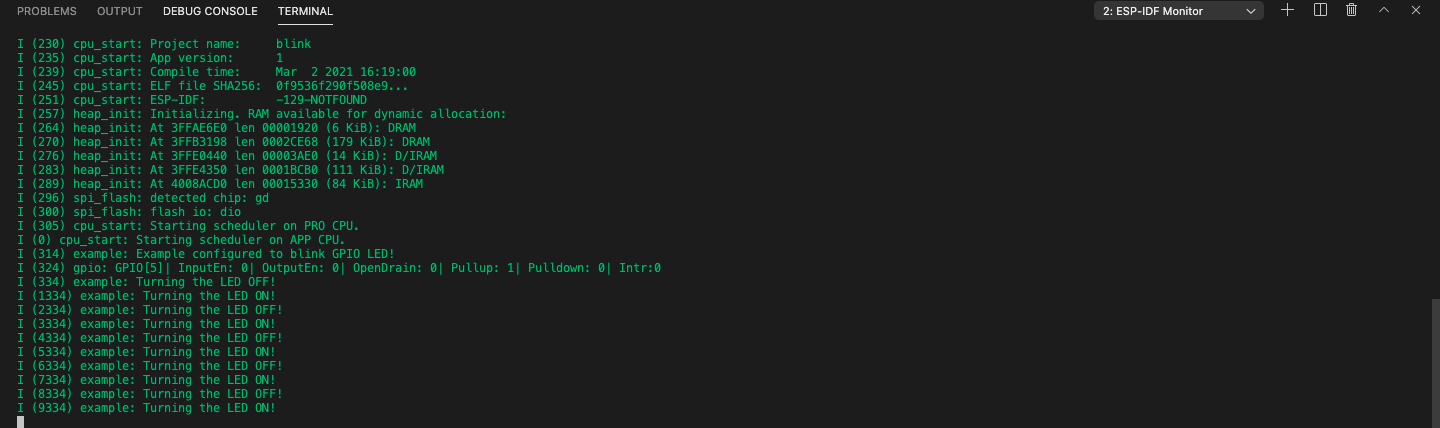 PROBLEMS OUTPUT DEBUG CONSOLE TERMINAL 2: ESP-IDF Monitor
I (230) cpu_start: Project name:     blink
I (235) cpu_start: App version:      1
I (239) cpu_start: Compile time:     Mar  2 2021 16:19:00
I (245) cpu_start: ELF file SHA256:  0f9536f290f508e9...
I (251) cpu_start: ESP-IDF:          -129-NOTFOUND
I (257) heap_init: Initializing. RAM available for dynamic allocation:
I (264) heap_init: At 3FFAE6E0 len 00001920 (6 KiB): DRAM
I (270) heap_init: At 3FFB3198 len 0002CE68 (179 KiB): DRAM
I (276) heap_init: At 3FFE0440 len 00003AE0 (14 KiB): D/IRAM
I (283) heap_init: At 3FFE4350 len 0001BCB0 (111 KiB): D/IRAM
I (289) heap_init: At 4008ACD0 len 00015330 (84 KiB): IRAM
I (296) spi_flash: detected chip: gd
I (300) spi_flash: flash io: dio
I (305) cpu_start: Starting scheduler on PRO CPU.
I (0) cpu_start: Starting scheduler on APP CPU.
I (314) example: Example configured to blink GPIO LED!
I (324) gpio: GPIO[5]| InputEn: 0| OutputEn: 0| OpenDrain: 0| Pullup: 1| Pulldown: 0| Intr:0
I (334) example: Turning the LED OFF!
I (1334) example: Turning the LED ON!
I (2334) example: Turning the LED OFF!
I (3334) example: Turning the LED ON!
I (4334) example: Turning the LED OFF!
I (5334) example: Turning the LED ON!
I (6334) example: Turning the LED OFF!
I (7334) example: Turning the LED ON!
I (8334) example: Turning the LED OFF!
I (9334) example: Turning the LED ON!